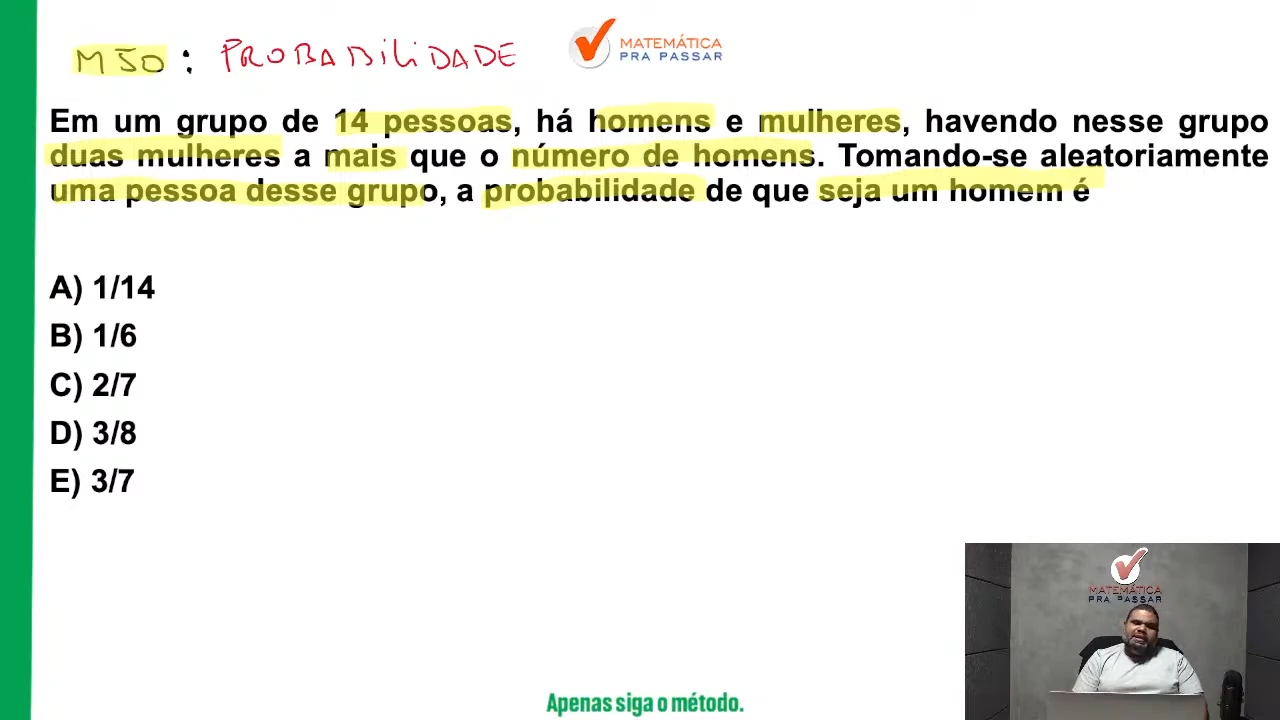 M50: PROBABILIDADE
MATEMÁTICA
PRA PASSAR
Em um grupo de 14 pessoas, há homens e mulheres, havendo nesse grupo
duas mulheres a mais que o número de homens. Tomando-se aleatoriamente
uma pessoa desse grupo, a probabilidade de que seja um homem é
A) 1/14
B) 1/6
C) 2/7
D) 3/8
E) 3/7
MATEMÁTICA
PRA PASSAR
Apenas siga o método.